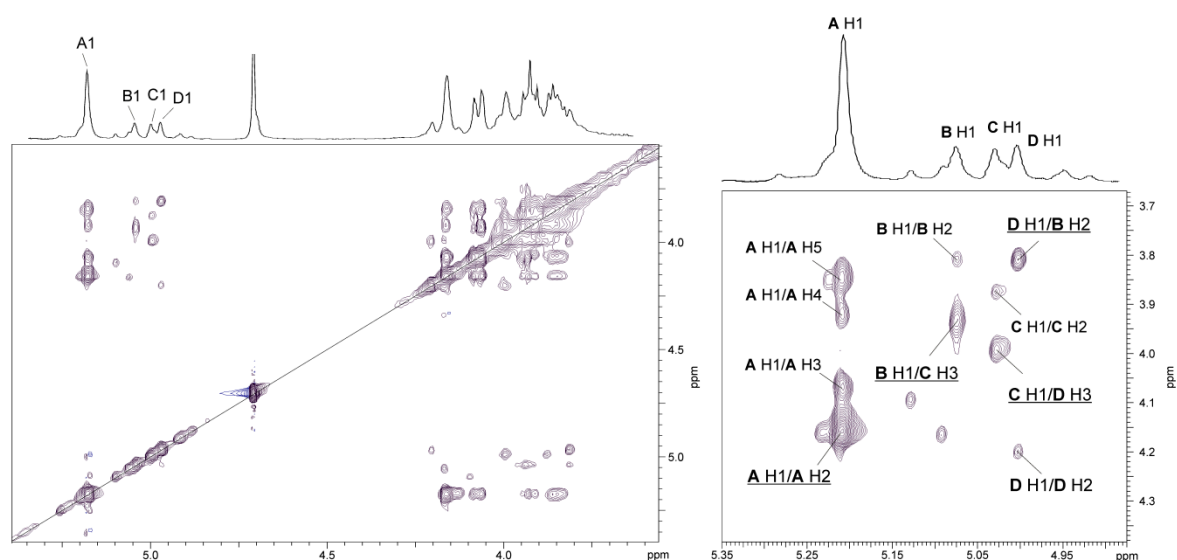 A1
B1
C1
D1
4.0
4.5
5.0
ppm
5.0
4.5
4.0
ppm
A H1
B H1
C H1
D H1
B H1/B H2
D H1/B H2
A H1/A H5
A H1/A H4
C H1/C H2
A H1/A H3
B H1/C H3
C H1/D H3
A H1/A H2
D H1/D H2
3.7
3.8
3.9
4.0
4.1
4.2
4.3
ppm
5.35
5.25
5.15
5.05
4.95
ppm